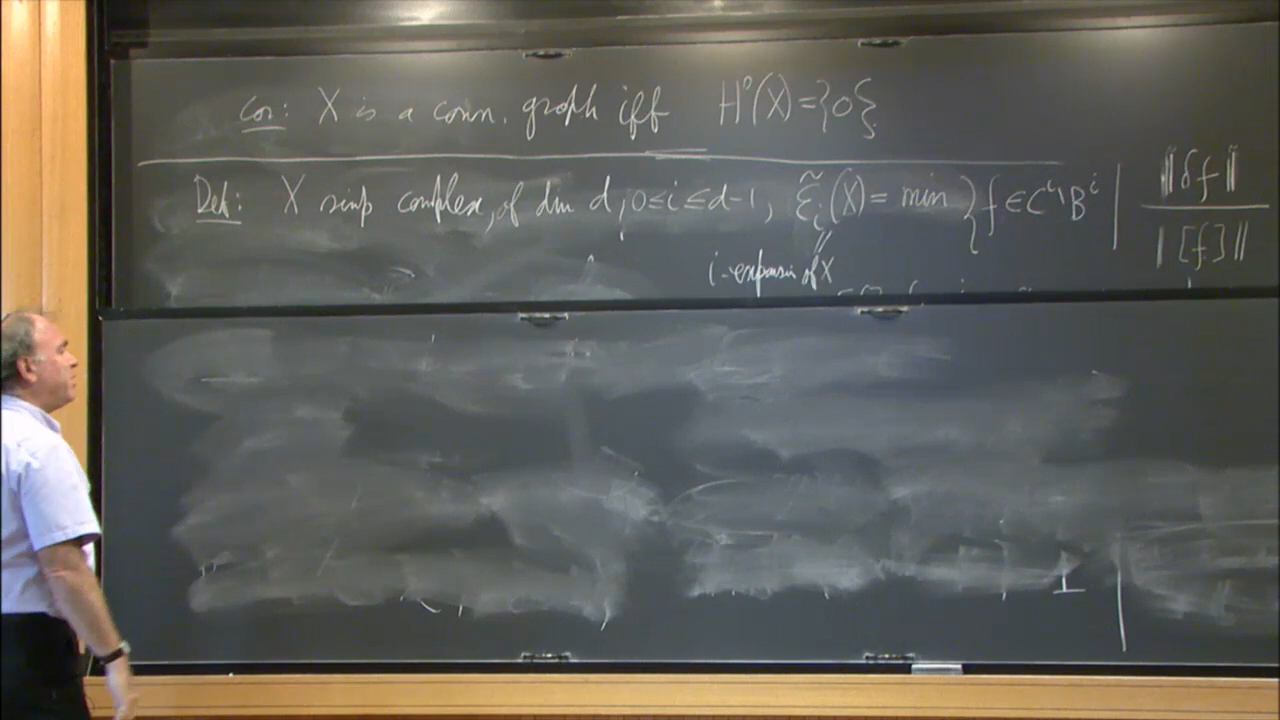 Cor: X is a conn. graph iff H⁰(X)={0}
Def: X simp complex, of dim d, 0≤i≤d-1, ε̃ᵢ(X) = min { f ∈ Cⁱ\Bⁱ | ‖δf‖ / ‖[f]‖
i-expansion of X